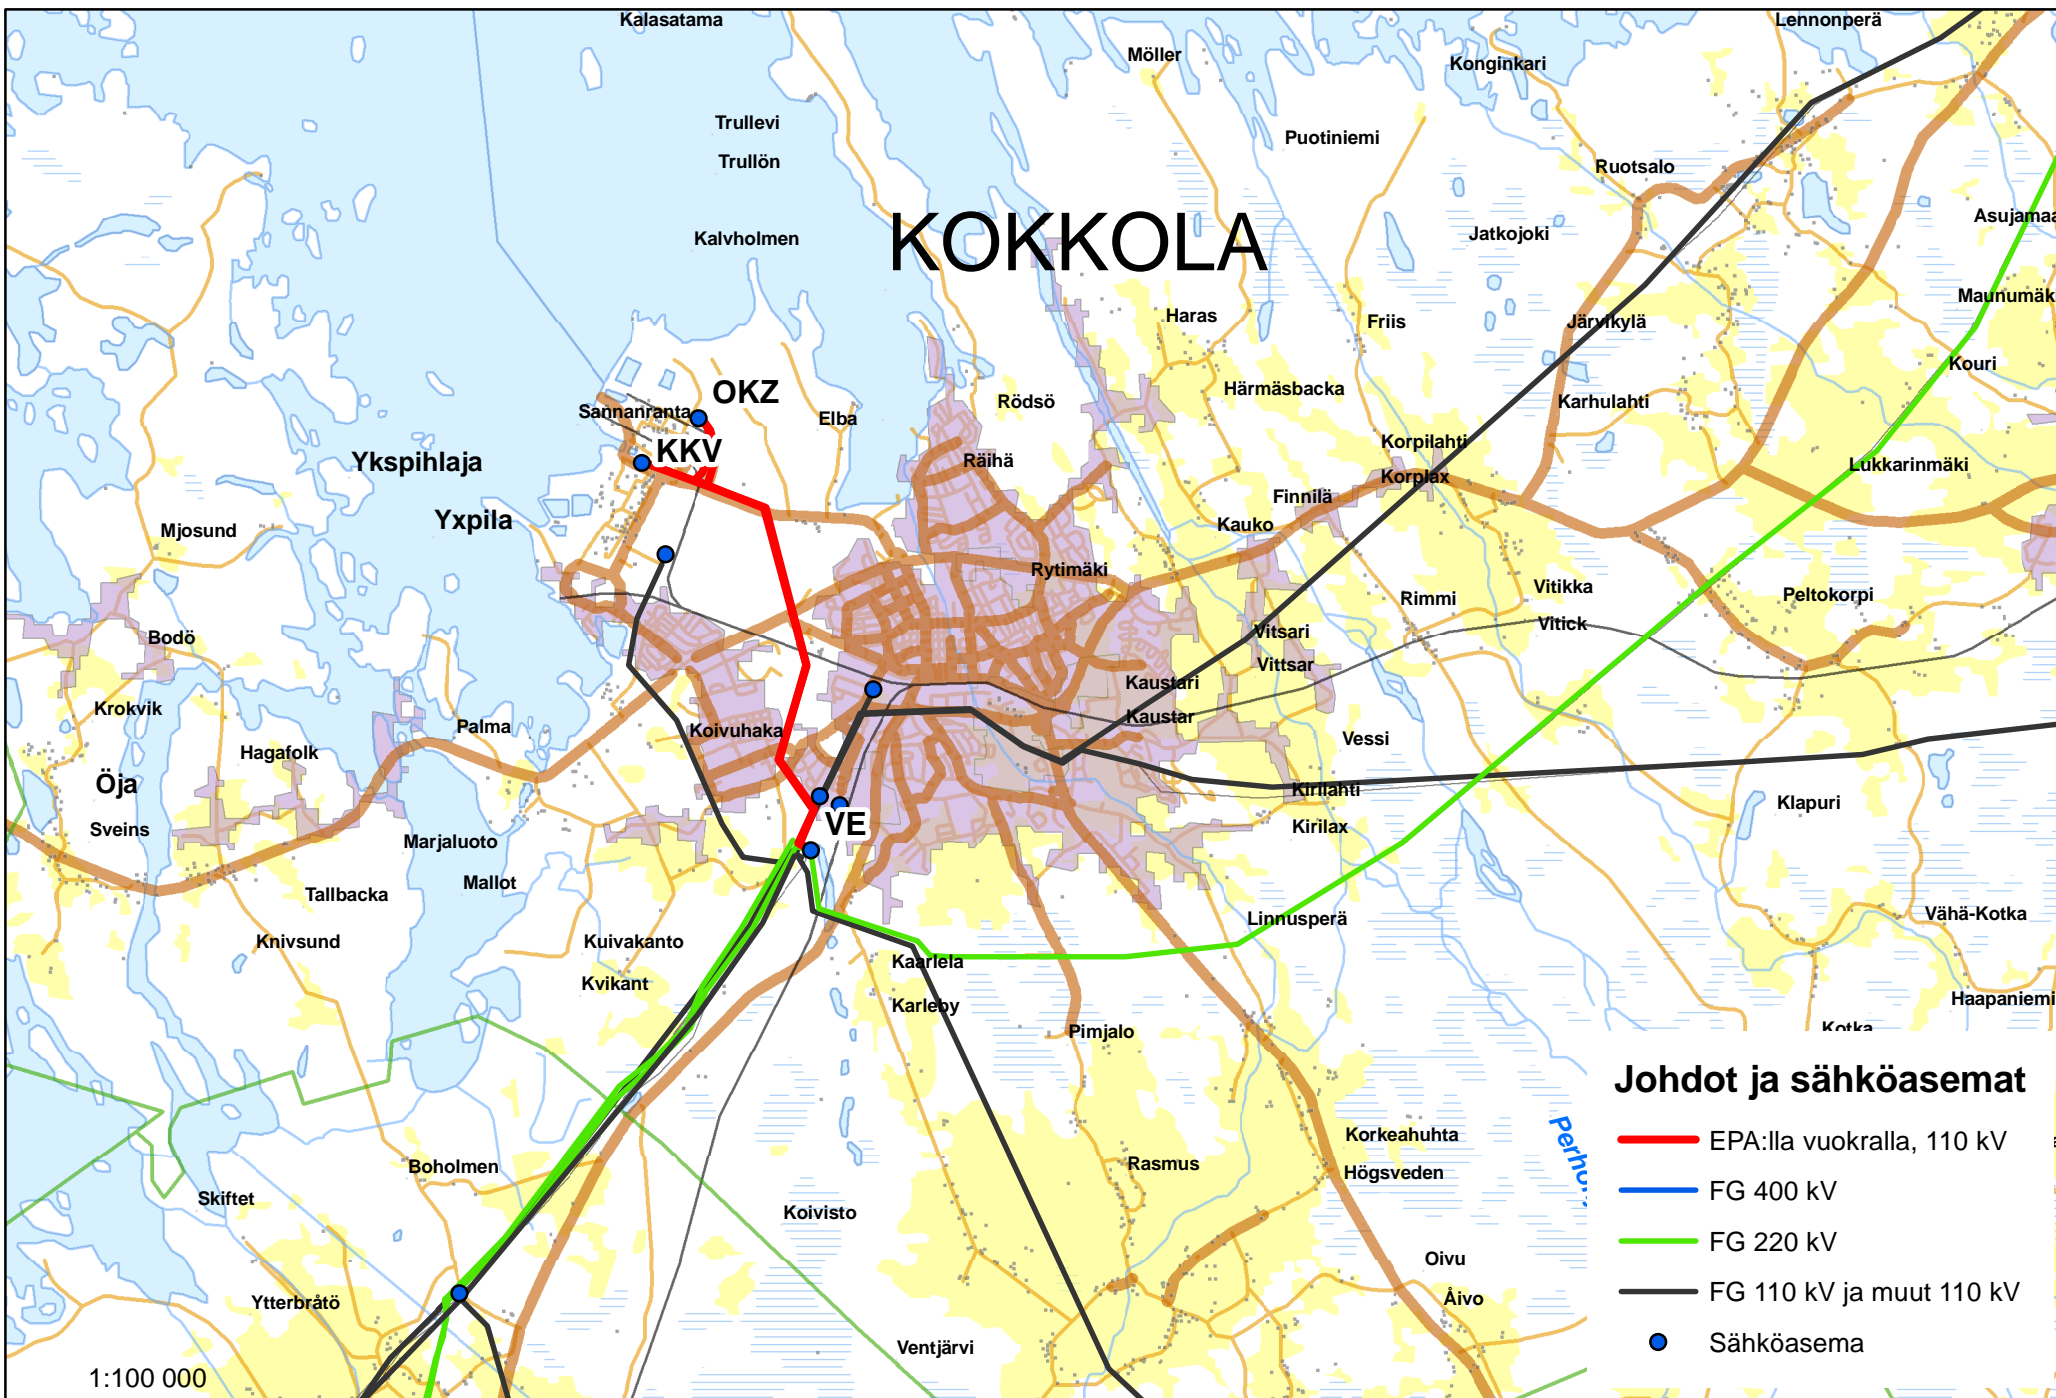 Kalasatama
Lennonperä
Möller
Konginkari
Trullevi
Puotiniemi
Trullön
Ruotsalo
Asujamaa
Kalvholmen
KOKKOLA
Jatkojoki
Maunumäk
Haras
Friis
Järvikylä
Kouri
OKZ
Härmäsbacka
Sannanranta
Elba
Rödsö
Karhulahti
KKV
Korpilahti
Ykspihlaja
Räihä
Korplax
Lukkarinmäki
Finnilä
Yxpila
Kauko
Mjosund
Rytimäki
Vitikka
Peltokorpi
Rimmi
Bodö
Vitsari
Vitick
Vittsar
Kaustari
Krokvik
Kaustar
Palma
Koivuhaka
Vessi
Hagafolk
Öja
Kirilahti
Klapuri
Sveins
VE
Kirilax
Marjaluoto
Mallot
Tallbacka
Linnusperä
Vähä-Kotka
Knivsund
Kuivakanto
Kaarlela
Kvikant
Karleby
Haapaniemi
Pimjalo
Kotka
Johdot ja sähköasemat
EPA:lla vuokralla, 110 kV
FG 400 kV
FG 220 kV
FG 110 kV ja muut 110 kV
Sähköasema
Korkeahuhta
Boholmen
Rasmus
Högsveden
Skiftet
Koivisto
Oivu
Ytterbråtö
Åivo
Ventjärvi
1:100 000